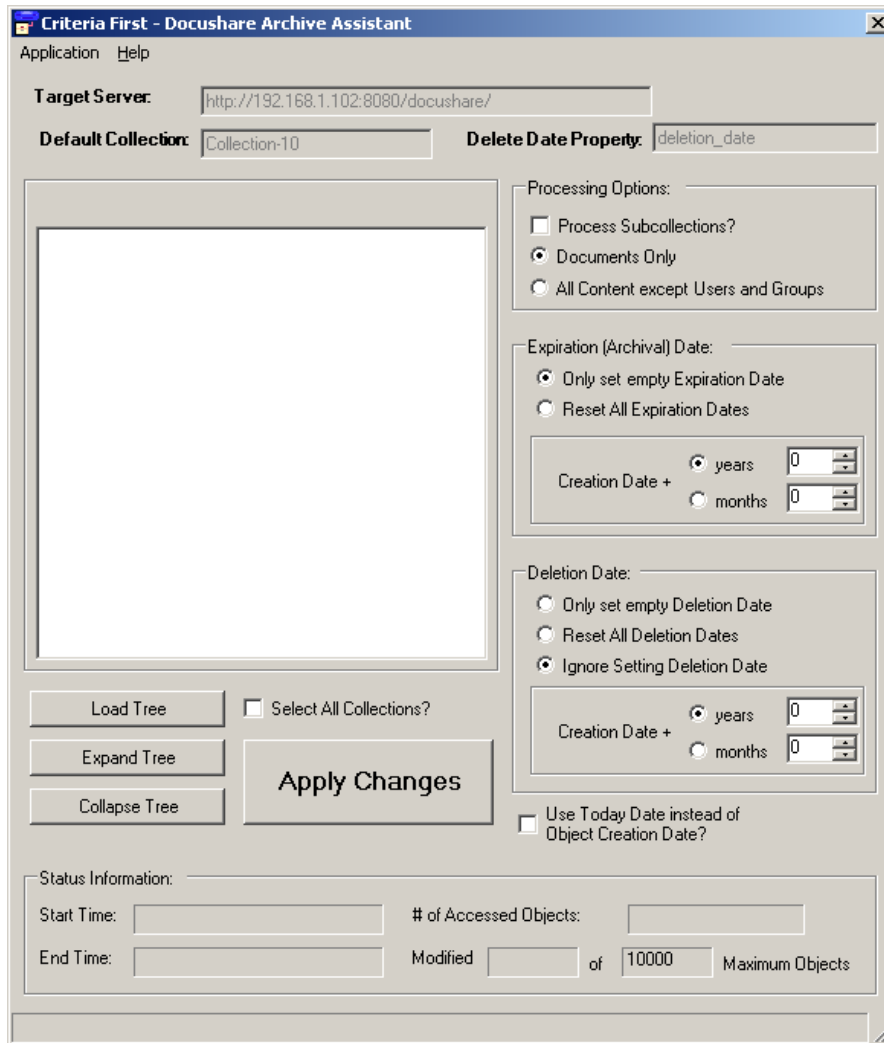 Criteria First - Docushare Archive Assistant
Application Help
Target Server: http://192.168.1.102:8080/docushare/
Default Collection: Collection-10 Delete Date Property: deletion_date
Processing Options:
Process Subcollections?
Documents Only
All Content except Users and Groups
Expiration (Archival) Date:
Only set empty Expiration Date
Reset All Expiration Dates
Creation Date +
years 0
months 0
Deletion Date:
Only set empty Deletion Date
Reset All Deletion Dates
Ignore Setting Deletion Date
Creation Date +
years 0
months 0
Load Tree
Select All Collections?
Expand Tree
Collapse Tree
Apply Changes
Use Today Date instead of
Object Creation Date?
Status Information:
Start Time: # of Accessed Objects:
End Time: Modified of 10000 Maximum Objects